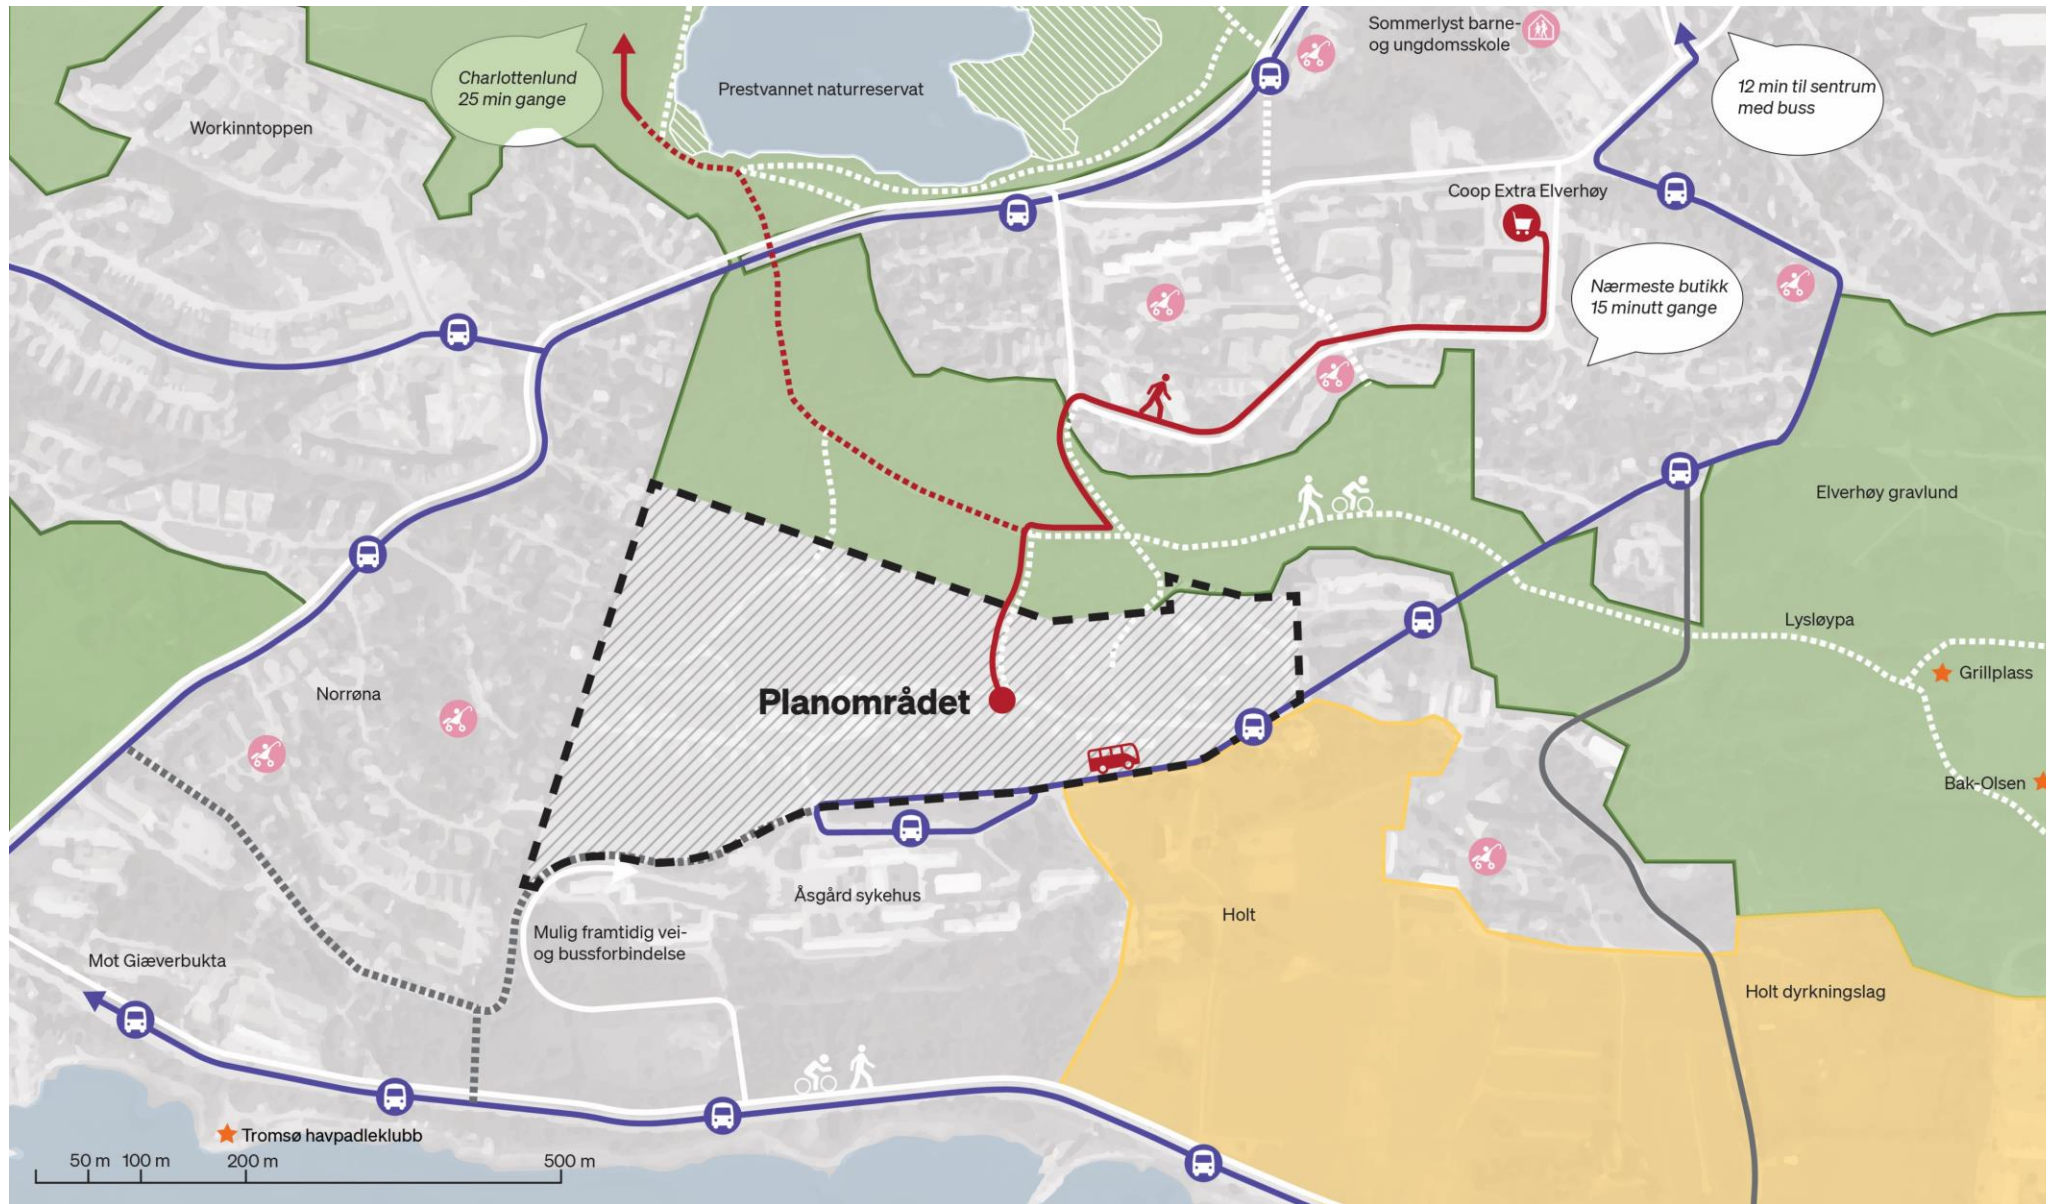 Sommerlyst barne-
og ungdomsskole
Charlottenlund
25 min gange
Prestvannet naturreservat
12 min til sentrum
med buss
Workinntoppen
Coop Extra Elverhøy
Nærmeste butikk
15 minutt gange
Elverhøy gravlund
Lysløypa
Grillplass
Norrøna
Planområdet
Bak-Olsen
Åsgård sykehus
Holt
Mulig framtidig vei-
og bussforbindelse
Mot Giæverbukta
Holt dyrkningslag
Tromsø havpadleklubb
50 m 100 m 200 m 500 m